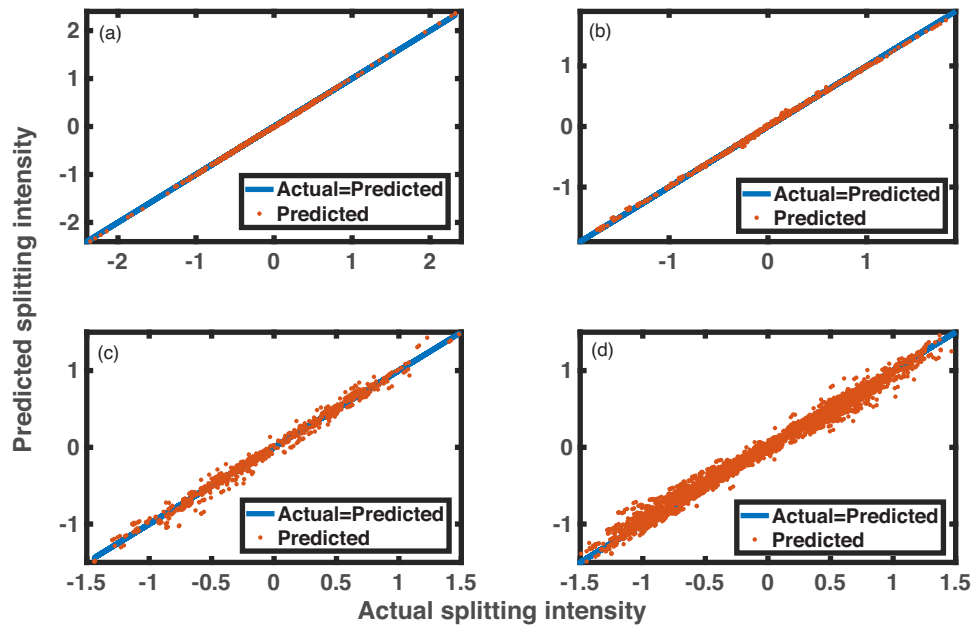 Predicted splitting intensity
(a)
2
1
0
-1
-2
-2 -1 0 1 2
Actual=Predicted
Predicted
(b)
1
0
-1
-1 0 1
Actual=Predicted
Predicted
(c)
1
0
-1
-1.5 -1 -0.5 0 0.5 1 1.5
Actual=Predicted
Predicted
(d)
1
0
-1
-1.5 -1 -0.5 0 0.5 1 1.5
Actual=Predicted
Predicted
Actual splitting intensity